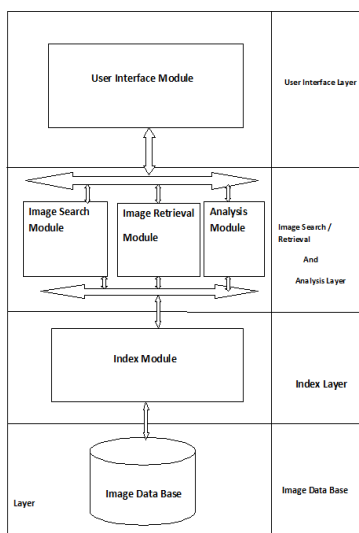 User Interface Module
User Interface Layer
Image Search
Module
Image Retrieval
Module
Analysis
Module
Image Search /
Retrieval
And
Analysis Layer
Index Module
Index Layer
Image Data Base
Layer
Image Data Base